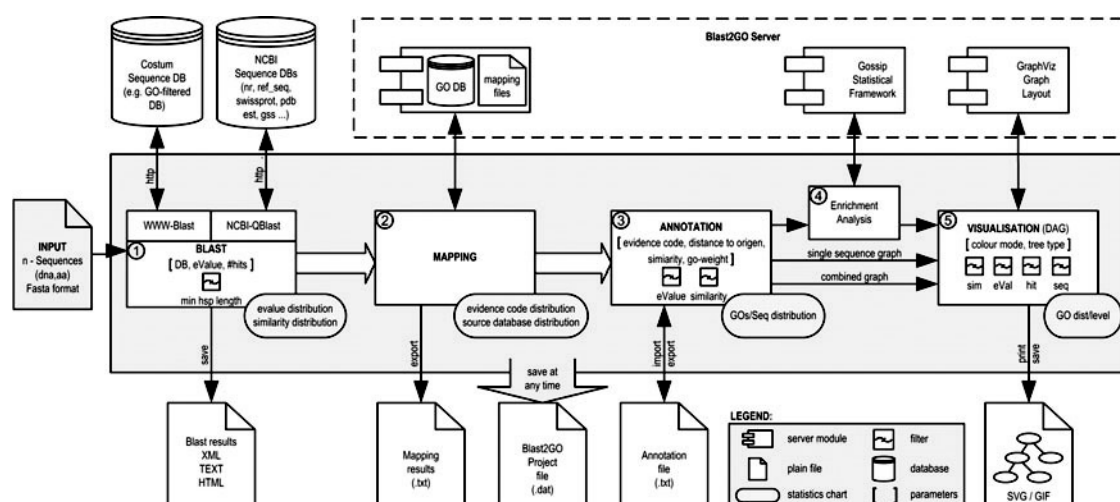 Blast2GO Server
Costum
Sequence DB
(e.g. GO-filtered
DB)
NCBI
Sequence DBs
(nr, ref_seq,
swissprot, pdb
est, gss ...)
GO DB
mapping
files
Gossip
Statistical
Framework
GraphViz
Graph
Layout
http
http
INPUT
n - Sequences
(dna,aa)
Fasta format
WWW-Blast
NCBI-QBlast
1
BLAST
[ DB, eValue, #hits ]
min hsp length
evalue distribution
similarity distribution
2
MAPPING
evidence code distribution
source database distribution
3
ANNOTATION
[ evidence code, distance to origen,
simiarity, go-weight ]
eValue similarity
GOs/Seq distribution
4
Enrichment
Analysis
single sequence graph
combined graph
5
VISUALISATION (DAG)
[ colour mode, tree type ]
sim eVal hit seq
GO dist/level
save
export
save at
any time
import
export
print
save
Blast results
XML
TEXT
HTML
Mapping
results
(.txt)
Blast2GO
Project
file
(.dat)
Annotation
file
(.txt)
LEGEND:
server module
filter
plain file
database
statistics chart
[ ] parameters
SVG / GIF